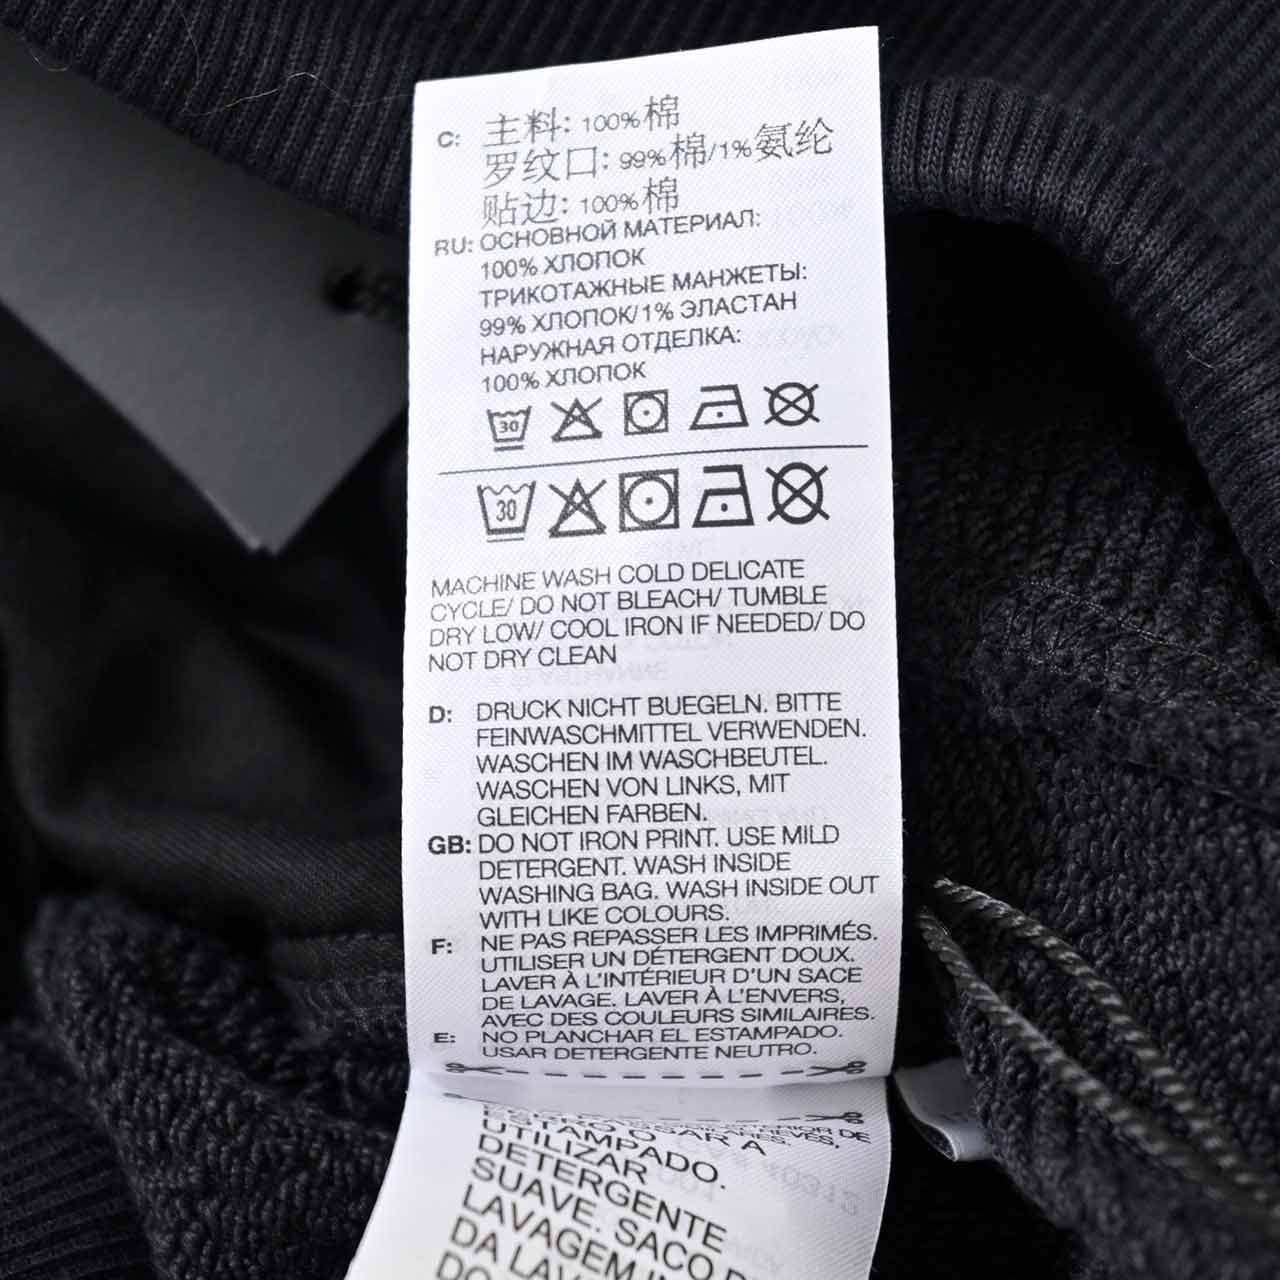 C: 主料: 100%棉
罗纹口: 99%棉/1%氨纶
贴边: 100%棉
RU: ОСНОВНОЙ МАТЕРИАЛ:
100% ХЛОПОК
ТРИКОТАЖНЫЕ МАНЖЕТЫ:
99% ХЛОПОК/1% ЭЛАСТАН
НАРУЖНАЯ ОТДЕЛКА:
100% ХЛОПОК
30
30
MACHINE WASH COLD DELICATE
CYCLE/ DO NOT BLEACH/ TUMBLE
DRY LOW/ COOL IRON IF NEEDED/ DO
NOT DRY CLEAN
D: DRUCK NICHT BUEGELN. BITTE
FEINWASCHMITTEL VERWENDEN.
WASCHEN IM WASCHBEUTEL.
WASCHEN VON LINKS, MIT
GLEICHEN FARBEN.
GB: DO NOT IRON PRINT. USE MILD
DETERGENT. WASH INSIDE
WASHING BAG. WASH INSIDE OUT
WITH LIKE COLOURS.
F: NE PAS REPASSER LES IMPRIMÉS.
UTILISER UN DÉTERGENT DOUX.
LAVER À L'INTÉRIEUR D'UN SACE
DE LAVAGE. LAVER À L'ENVERS,
AVEC DES COULEURS SIMILAIRES.
E: NO PLANCHAR EL ESTAMPADO.
USAR DETERGENTE NEUTRO.
ESTAMPADO.
UTILIZAR
DETERGENTE
SUAVE. SACO
LAVAGEM
DA